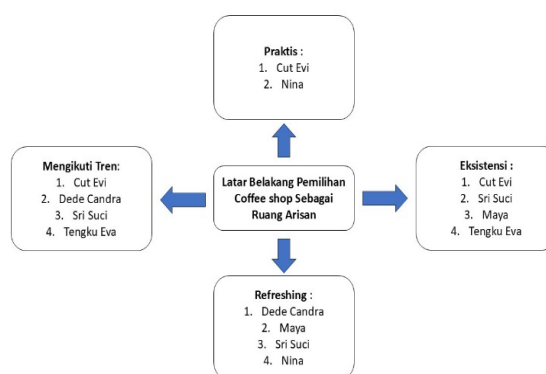 Praktis :
1. Cut Evi
2. Nina
Mengikuti Tren:
1. Cut Evi
2. Dede Candra
3. Sri Suci
4. Tengku Eva
Latar Belakang Pemilihan
Coffee shop Sebagai
Ruang Arisan
Eksistensi :
1. Cut Evi
2. Sri Suci
3. Maya
4. Tengku Eva
Refreshing :
1. Dede Candra
2. Maya
3. Sri Suci
4. Nina